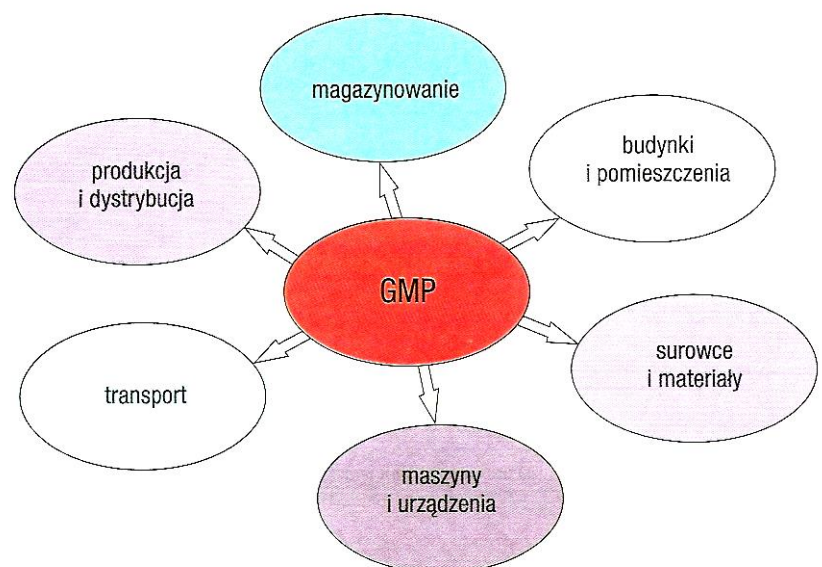 magazynowanie
budynki
i pomieszczenia
produkcja
i dystrybucja
GMP
surowce
i materiały
transport
maszyny
i urządzenia